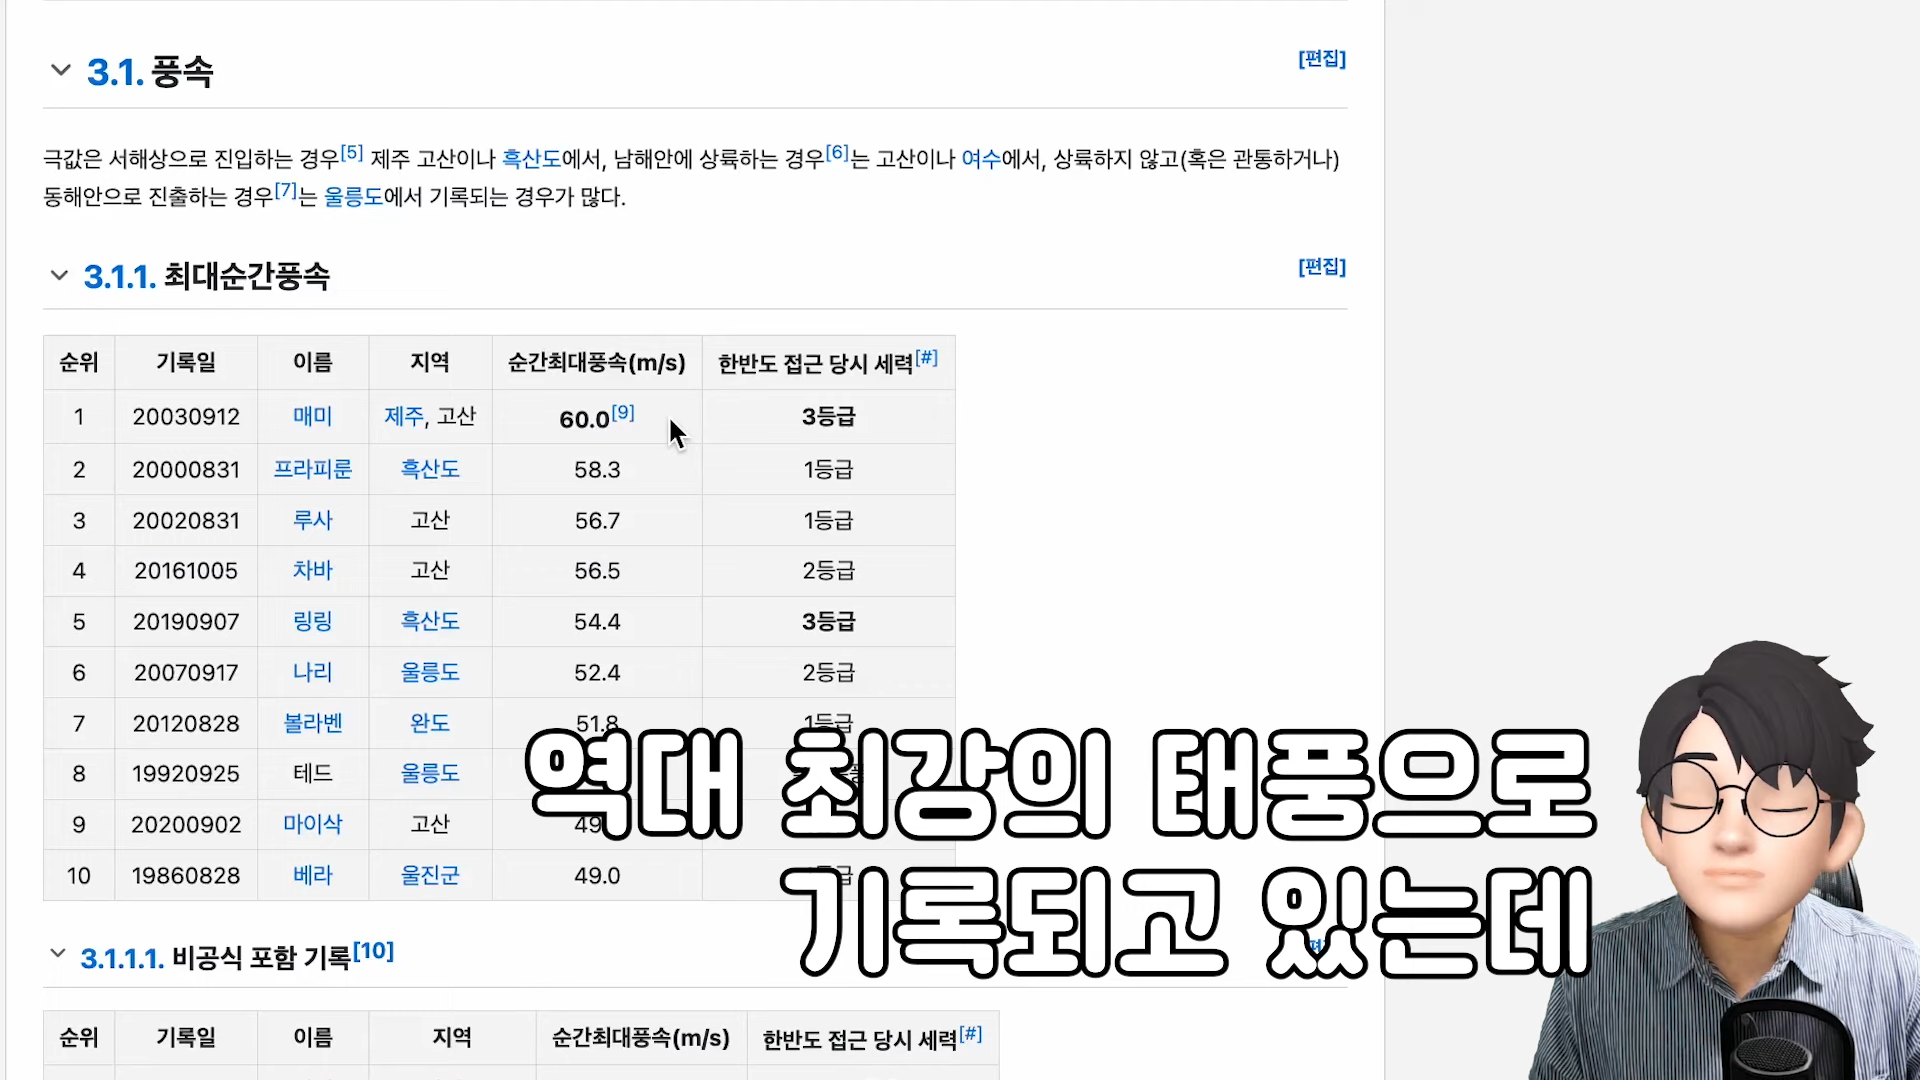 3.1. 풍속
[편집]
극값은 서해상으로 진입하는 경우[5] 제주 고산이나 흑산도에서, 남해안에 상륙하는 경우[6]는 고산이나 여수에서, 상륙하지 않고(혹은 관통하거나)
동해안으로 진출하는 경우[7]는 울릉도에서 기록되는 경우가 많다.
3.1.1. 최대순간풍속
[편집]
순위 기록일 이름 지역 순간최대풍속(m/s) 한반도 접근 당시 세력[#]
1 20030912 매미 제주, 고산 60.0[9] 3등급
2 20000831 프라피룬 흑산도 58.3 1등급
3 20020831 루사 고산 56.7 1등급
4 20161005 차바 고산 56.5 2등급
5 20190907 링링 흑산도 54.4 3등급
6 20070917 나리 울릉도 52.4 2등급
7 20120828 볼라벤 완도 51.8 1등급
8 19920925 테드 울릉도
9 20200902 마이삭 고산
10 19860828 베라 울진군 49.0
역대 최강의 태풍으로
기록되고 있는데
3.1.1.1. 비공식 포함 기록[10]
순위 기록일 이름 지역 순간최대풍속(m/s) 한반도 접근 당시 세력[#]